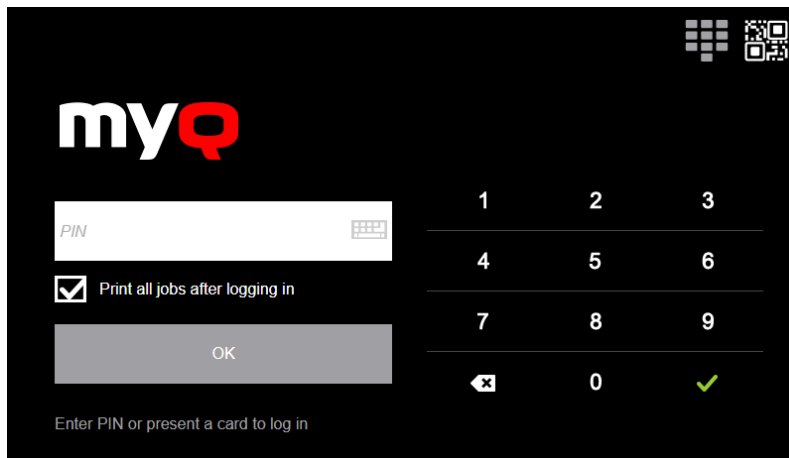 myQ
PIN
Print all jobs after logging in
OK
Enter PIN or present a card to log in
1 2 3
4 5 6
7 8 9
0